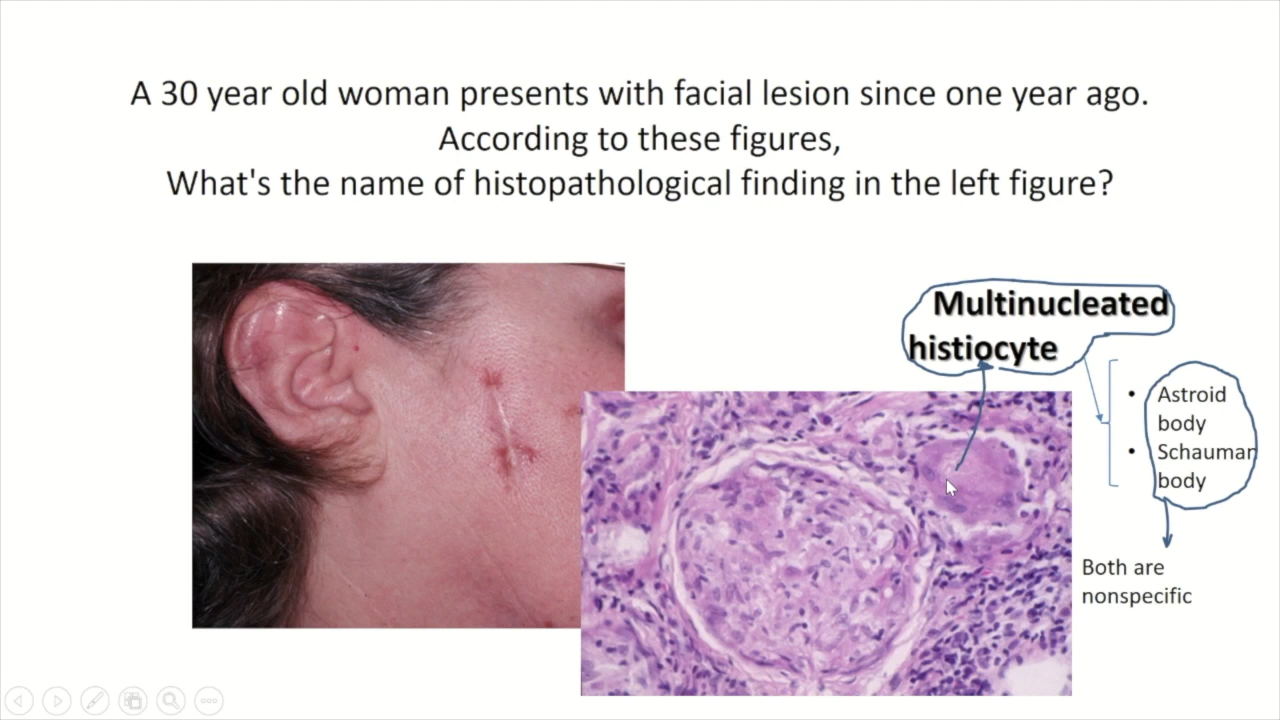 A 30 year old woman presents with facial lesion since one year ago.
According to these figures,
What's the name of histopathological finding in the left figure?
Multinucleated
histiocyte
• Astroid
body
• Schauman
body
Both are
nonspecific